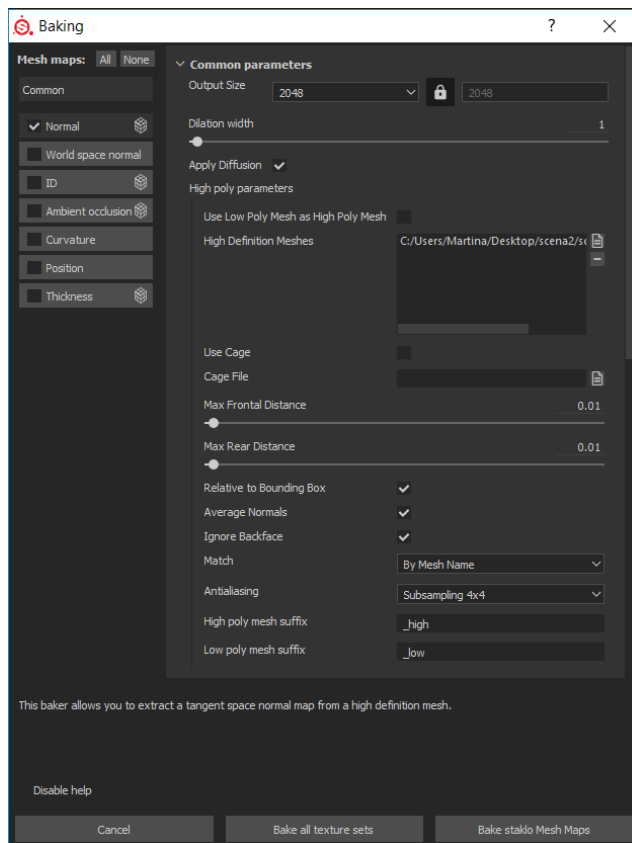 Baking
?
Mesh maps: All None
Common
Normal
World space normal
ID
Ambient occlusion
Curvature
Position
Thickness
Common parameters
Output Size 2048 2048
Dilation width 1
Apply Diffusion
High poly parameters
Use Low Poly Mesh as High Poly Mesh
High Definition Meshes C:/Users/Martina/Desktop/scena2/sc
Use Cage
Cage File
Max Frontal Distance 0.01
Max Rear Distance 0.01
Relative to Bounding Box
Average Normals
Ignore Backface
Match By Mesh Name
Antialiasing Subsampling 4x4
High poly mesh suffix _high
Low poly mesh suffix _low
This baker allows you to extract a tangent space normal map from a high definition mesh.
Disable help
Cancel Bake all texture sets Bake staklo Mesh Maps